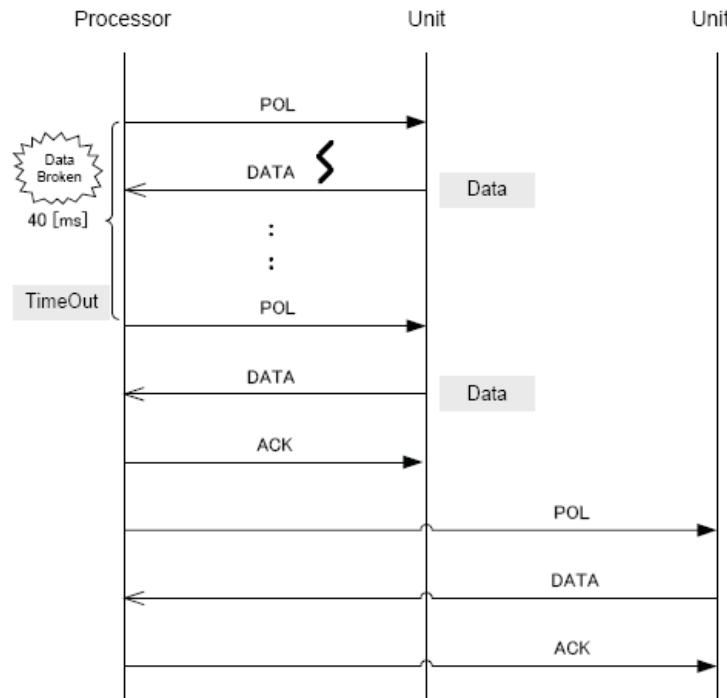 Processor Unit Unit
POL
Data
Broken
DATA
Data
40 [ms]
:
:
TimeOut
POL
DATA
Data
ACK
POL
DATA
ACK